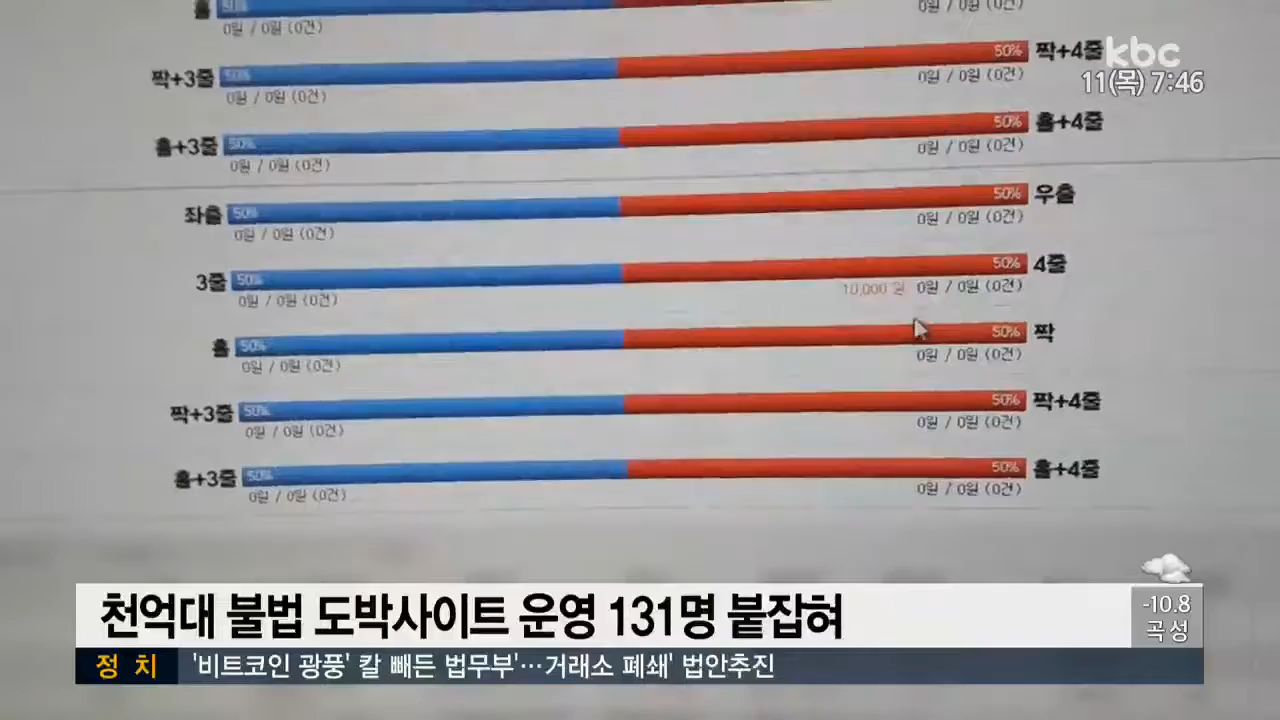 홀
0원 / 0원 (0건)
0원 / 0원 (0건)
kbc
11(목) 7:46
짝+3줄 50% 50% 짝+4줄
0원 / 0원 (0건) 0원 / 0원 (0건)
홀+3줄 50% 50% 홀+4줄
0원 / 0원 (0건) 0원 / 0원 (0건)
좌출 50% 50% 우출
0원 / 0원 (0건) 0원 / 0원 (0건)
3줄 50% 50% 4줄
0원 / 0원 (0건) 10,000 원 0원 / 0원 (0건)
홀 50% 50% 짝
0원 / 0원 (0건) 0원 / 0원 (0건)
짝+3줄 50% 50% 짝+4줄
0원 / 0원 (0건) 0원 / 0원 (0건)
홀+3줄 50% 50% 홀+4줄
0원 / 0원 (0건) 0원 / 0원 (0건)
천억대 불법 도박사이트 운영 131명 붙잡혀
-10.8
곡성
정 치 '비트코인 광풍' 칼 빼든 법무부'…거래소 폐쇄' 법안추진